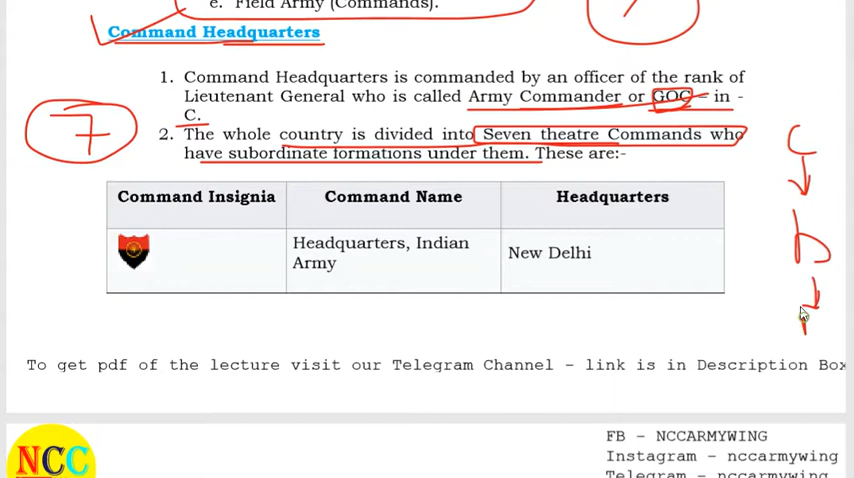 e. Field Army (Commands).
Command Headquarters
1. Command Headquarters is commanded by an officer of the rank of
Lieutenant General who is called Army Commander or GOC – in -
C.
7
2. The whole country is divided into Seven theatre Commands who
have subordinate formations under them. These are:-
C
D
Command Insignia Command Name Headquarters
Headquarters, Indian
Army
New Delhi
To get pdf of the lecture visit our Telegram Channel – link is in Description Box
NCC
FB – NCCARMYWING
Instagram – nccarmywing
Telegram - nccarmywing